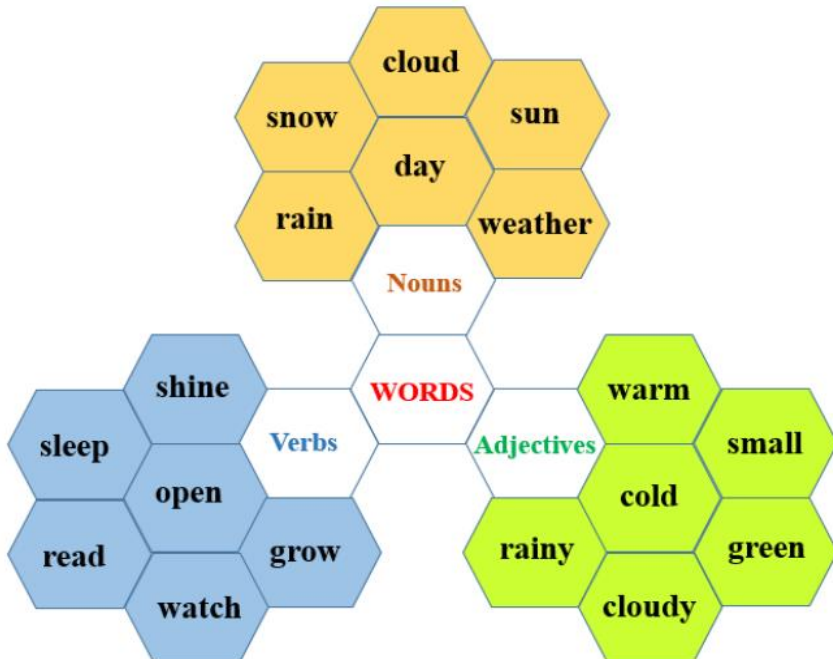 cloud
snow
sun
day
rain
weather
Nouns
WORDS
shine
sleep
Verbs
open
read
grow
watch
warm
Adjectives
small
cold
rainy
green
cloudy